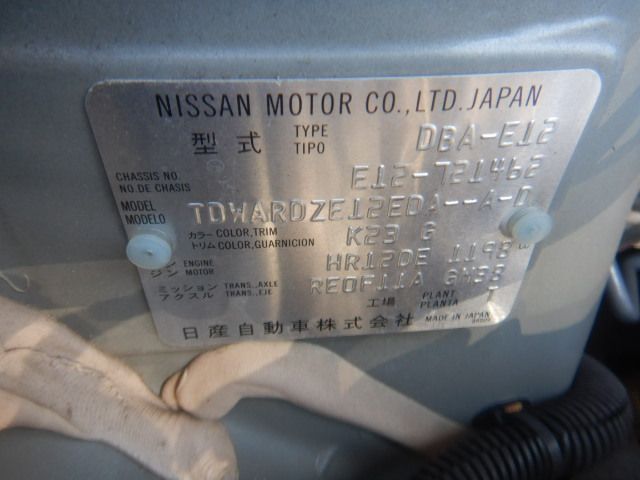 NISSAN MOTOR CO.,LTD.JAPAN
型式 TYPE TIPO DBA-E12
CHASSIS NO. NO.DE CHASIS E12-721462
MODEL MODELO TDWARDZE12EDA--A-D
カラー トリム COLOR,TRIM COLOR,GUARNICION K23 G
ジン ENGINE MOTOR HR12DE 1198
ミッション アクスル TRANS.,AXLE TRANS.,EJE RE0F11A GH38
工場 PLANT PLANTA T
日産自動車株式会社 MADE IN JAPAN